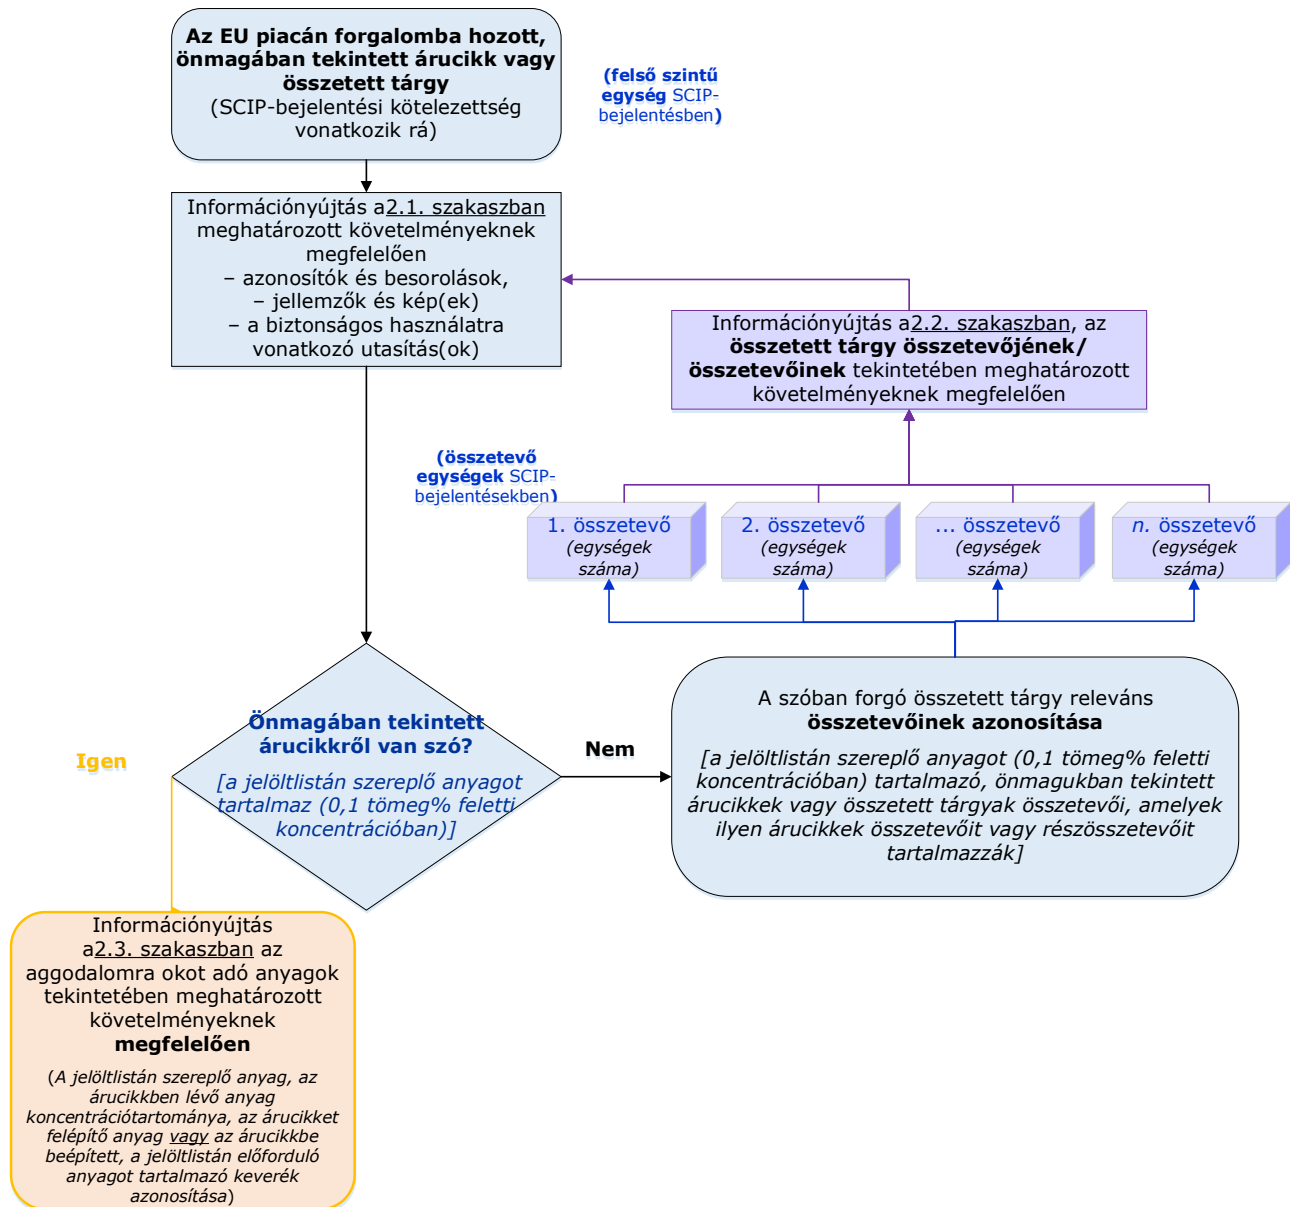 Az EU piacán forgalomba hozott,
önmagában tekintett árucikk vagy
összetett tárgy
(SCIP-bejelentési kötelezettség
vonatkozik rá)
(felső szintű
egység SCIP-
bejelentésben)
Információnyújtás a2.1. szakaszban
meghatározott követelményeknek
megfelelően
– azonosítók és besorolások,
– jellemzők és kép(ek)
– a biztonságos használatra
vonatkozó utasítás(ok)
Információnyújtás a2.2. szakaszban, az
összetett tárgy összetevőjének/
összetevőinek tekintetében meghatározott
követelményeknek megfelelően
(összetevő
egységek SCIP-
bejelentésekben)
1. összetevő
(egységek
száma)
2. összetevő
(egységek
száma)
... összetevő
(egységek
száma)
n. összetevő
(egységek
száma)
Önmagában tekintett
árucikkről van szó?
[a jelöltlistán szereplő anyagot
tartalmaz (0,1 tömeg% feletti
koncentrációban)]
Igen
Nem
A szóban forgó összetett tárgy releváns
összetevőinek azonosítása
[a jelöltlistán szereplő anyagot (0,1 tömeg% feletti
koncentrációban) tartalmazó, önmagukban tekintett
árucikkek vagy összetett tárgyak összetevői, amelyek
ilyen árucikkek összetevőit vagy részösszetevőit
tartalmazzák]
Információnyújtás
a2.3. szakaszban az
aggodalomra okot adó anyagok
tekintetében meghatározott
követelményeknek
megfelelően
(A jelöltlistán szereplő anyag, az
árucikkben lévő anyag
koncentrációtartománya, az árucikket
felépítő anyag vagy az árucikkbe
beépített, a jelöltlistán előforduló
anyagot tartalmazó keverék
azonosítása)